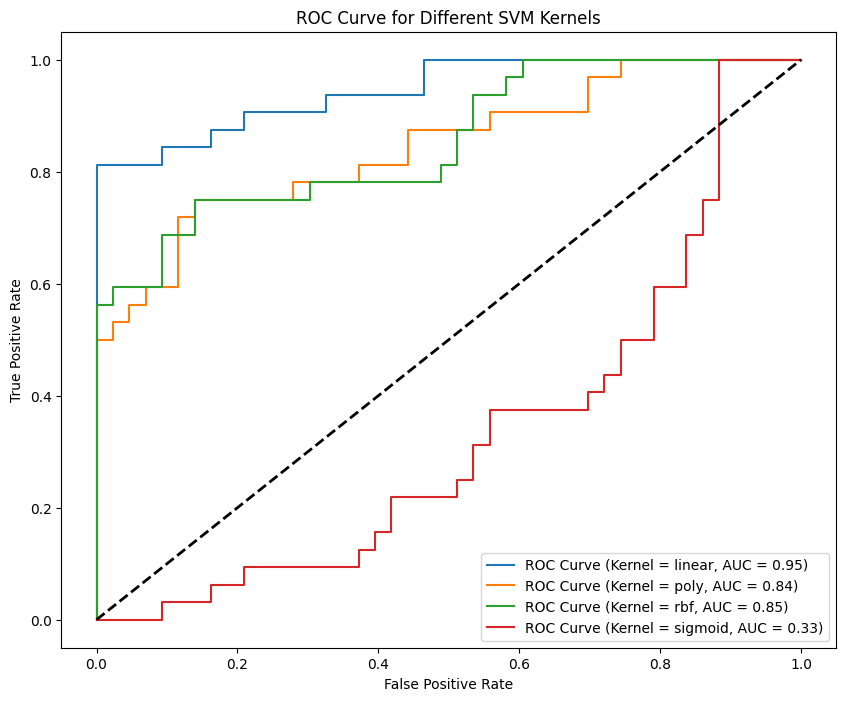 ROC Curve for Different SVM Kernels
True Positive Rate
1.0
0.8
0.6
0.4
0.2
0.0
ROC Curve (Kernel = linear, AUC = 0.95)
ROC Curve (Kernel = poly, AUC = 0.84)
ROC Curve (Kernel = rbf, AUC = 0.85)
ROC Curve (Kernel = sigmoid, AUC = 0.33)
0.0 0.2 0.4 0.6 0.8 1.0
False Positive Rate